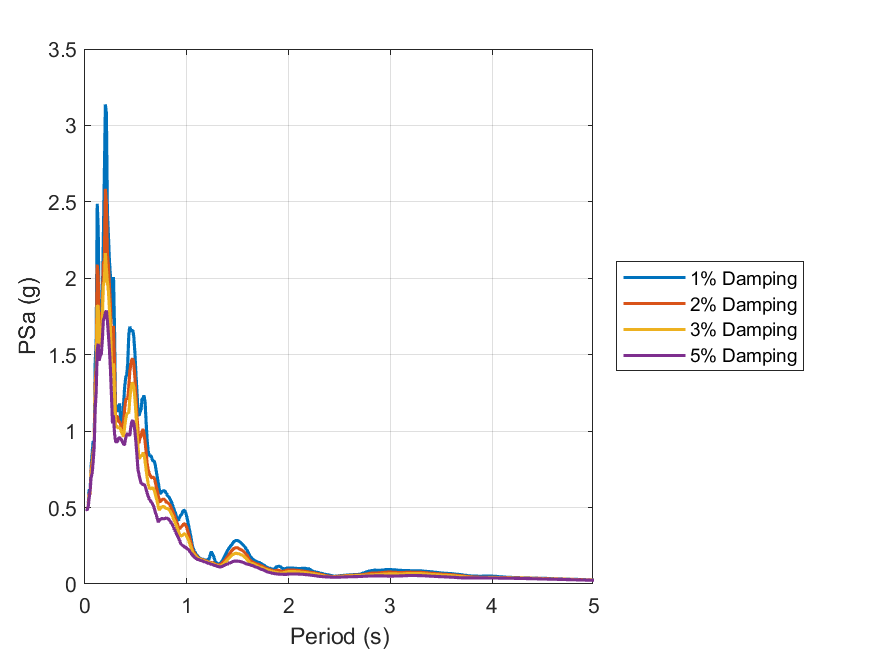 3.5
3
2.5
2
1.5
1
0.5
0
PSa (g)
0 1 2 3 4 5
Period (s)
1% Damping
2% Damping
3% Damping
5% Damping